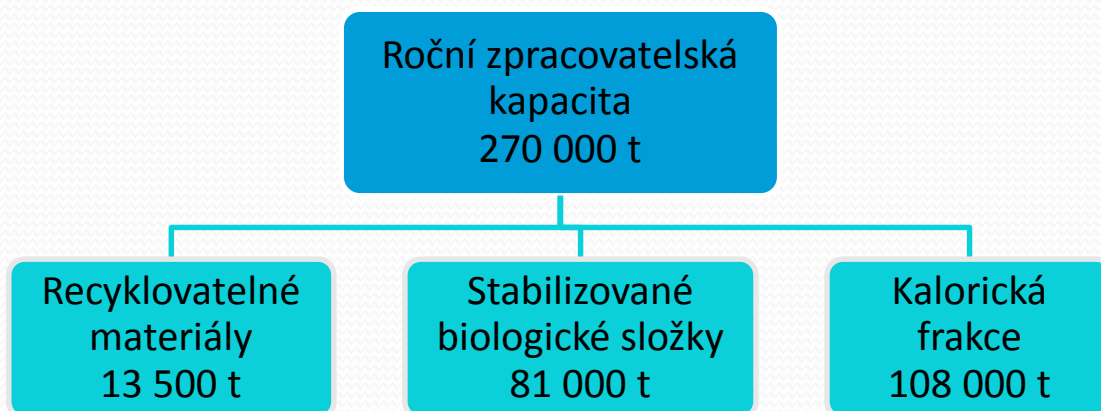 Roční zpracovatelská
kapacita
270 000 t
Recyklovatelné
materiály
13 500 t
Stabilizované
biologické složky
81 000 t
Kalorická
frakce
108 000 t